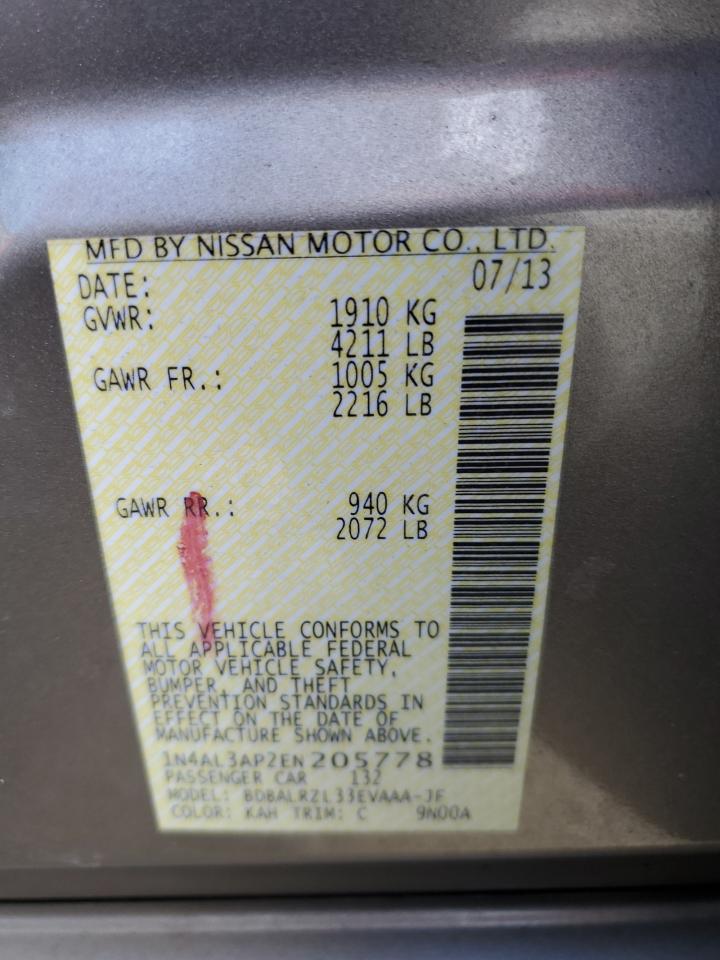 MFD BY NISSAN MOTOR CO., LTD.
DATE: 07/13
GVWR: 1910 KG
4211 LB
GAWR FR.: 1005 KG
2216 LB
GAWR RR.: 940 KG
2072 LB
THIS VEHICLE CONFORMS TO
ALL APPLICABLE FEDERAL
MOTOR VEHICLE SAFETY,
BUMPER, AND THEFT
PREVENTION STANDARDS IN
EFFECT ON THE DATE OF
MANUFACTURE SHOWN ABOVE.
1N4AL3AP2EN205778
PASSENGER CAR 132
MODEL: BDBALRZL33EVAAA-JF
COLOR: KAH TRIM: C 9N00A